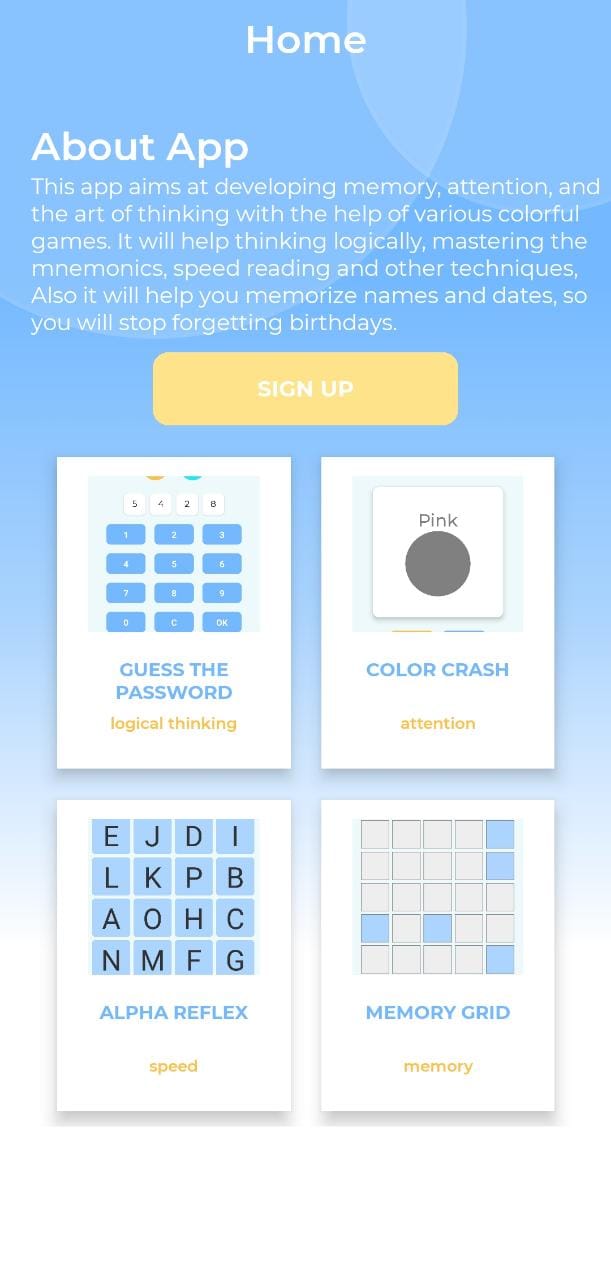 Home
About App
This app aims at developing memory, attention, and
the art of thinking with the help of various colorful
games. It will help thinking logically, mastering the
mnemonics, speed reading and other techniques,
Also it will help you memorize names and dates, so
you will stop forgetting birthdays.
SIGN UP
5 4 2 8
1 2 3
4 5 6
7 8 9
0 C OK
GUESS THE
PASSWORD
logical thinking
Pink
COLOR CRASH
attention
E J D I
L K P B
A O H C
N M F G
ALPHA REFLEX
speed
MEMORY GRID
memory